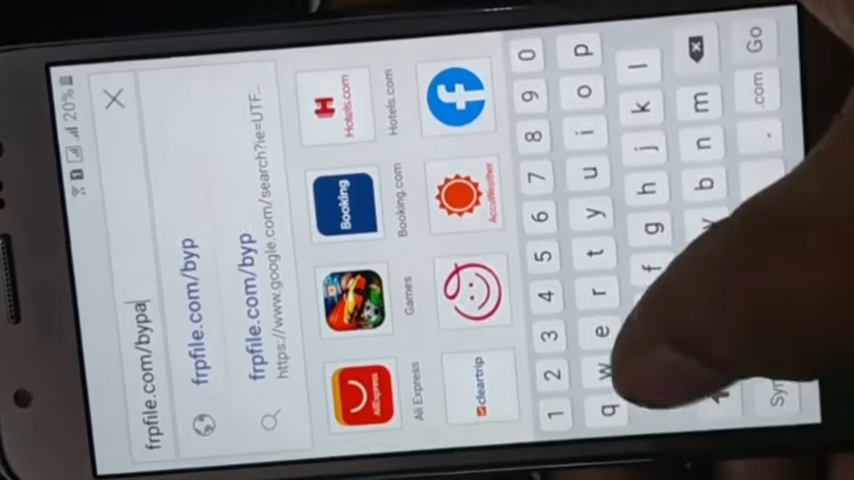 20%
frpfile.com/bypa
frpfile.com/byp
frpfile.com/byp
https://www.google.com/search?ie=UTF...
Hotels.com
Booking
AliExpress
Ali Express
Games
Booking.com
Hotels.com
cleartrip
AccuWeather
1 2 3 4 5 6 7 8 9 0
q w e r t y u i o p
f g h j k l
b n m
Sy
.
.com
Go